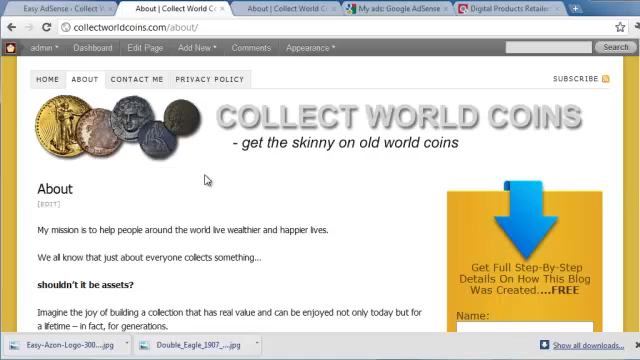 Easy AdSense - Collect World
About | Collect World Co
About | Collect World Co
My ads: Google AdSense
Digital Products Retailer
collectworldcoins.com/about/
admin
Dashboard
Edit Page
Add New
Comments
Appearance
Search
HOME
ABOUT
CONTACT ME
PRIVACY POLICY
SUBSCRIBE
COLLECT WORLD COINS
- get the skinny on old world coins
About
[EDIT]
My mission is to help people around the world live wealthier and happier lives.
We all know that just about everyone collects something...
shouldn't it be assets?
Imagine the joy of building a collection that has real value and can be enjoyed not only today but for
a lifetime – in fact, for generations.
Get Full Step-By-Step
Details On How This Blog
Was Created....FREE
Name:
Easy-Azon-Logo-300....jpg
Double_Eagle_1907_...jpg
Show all downloads...